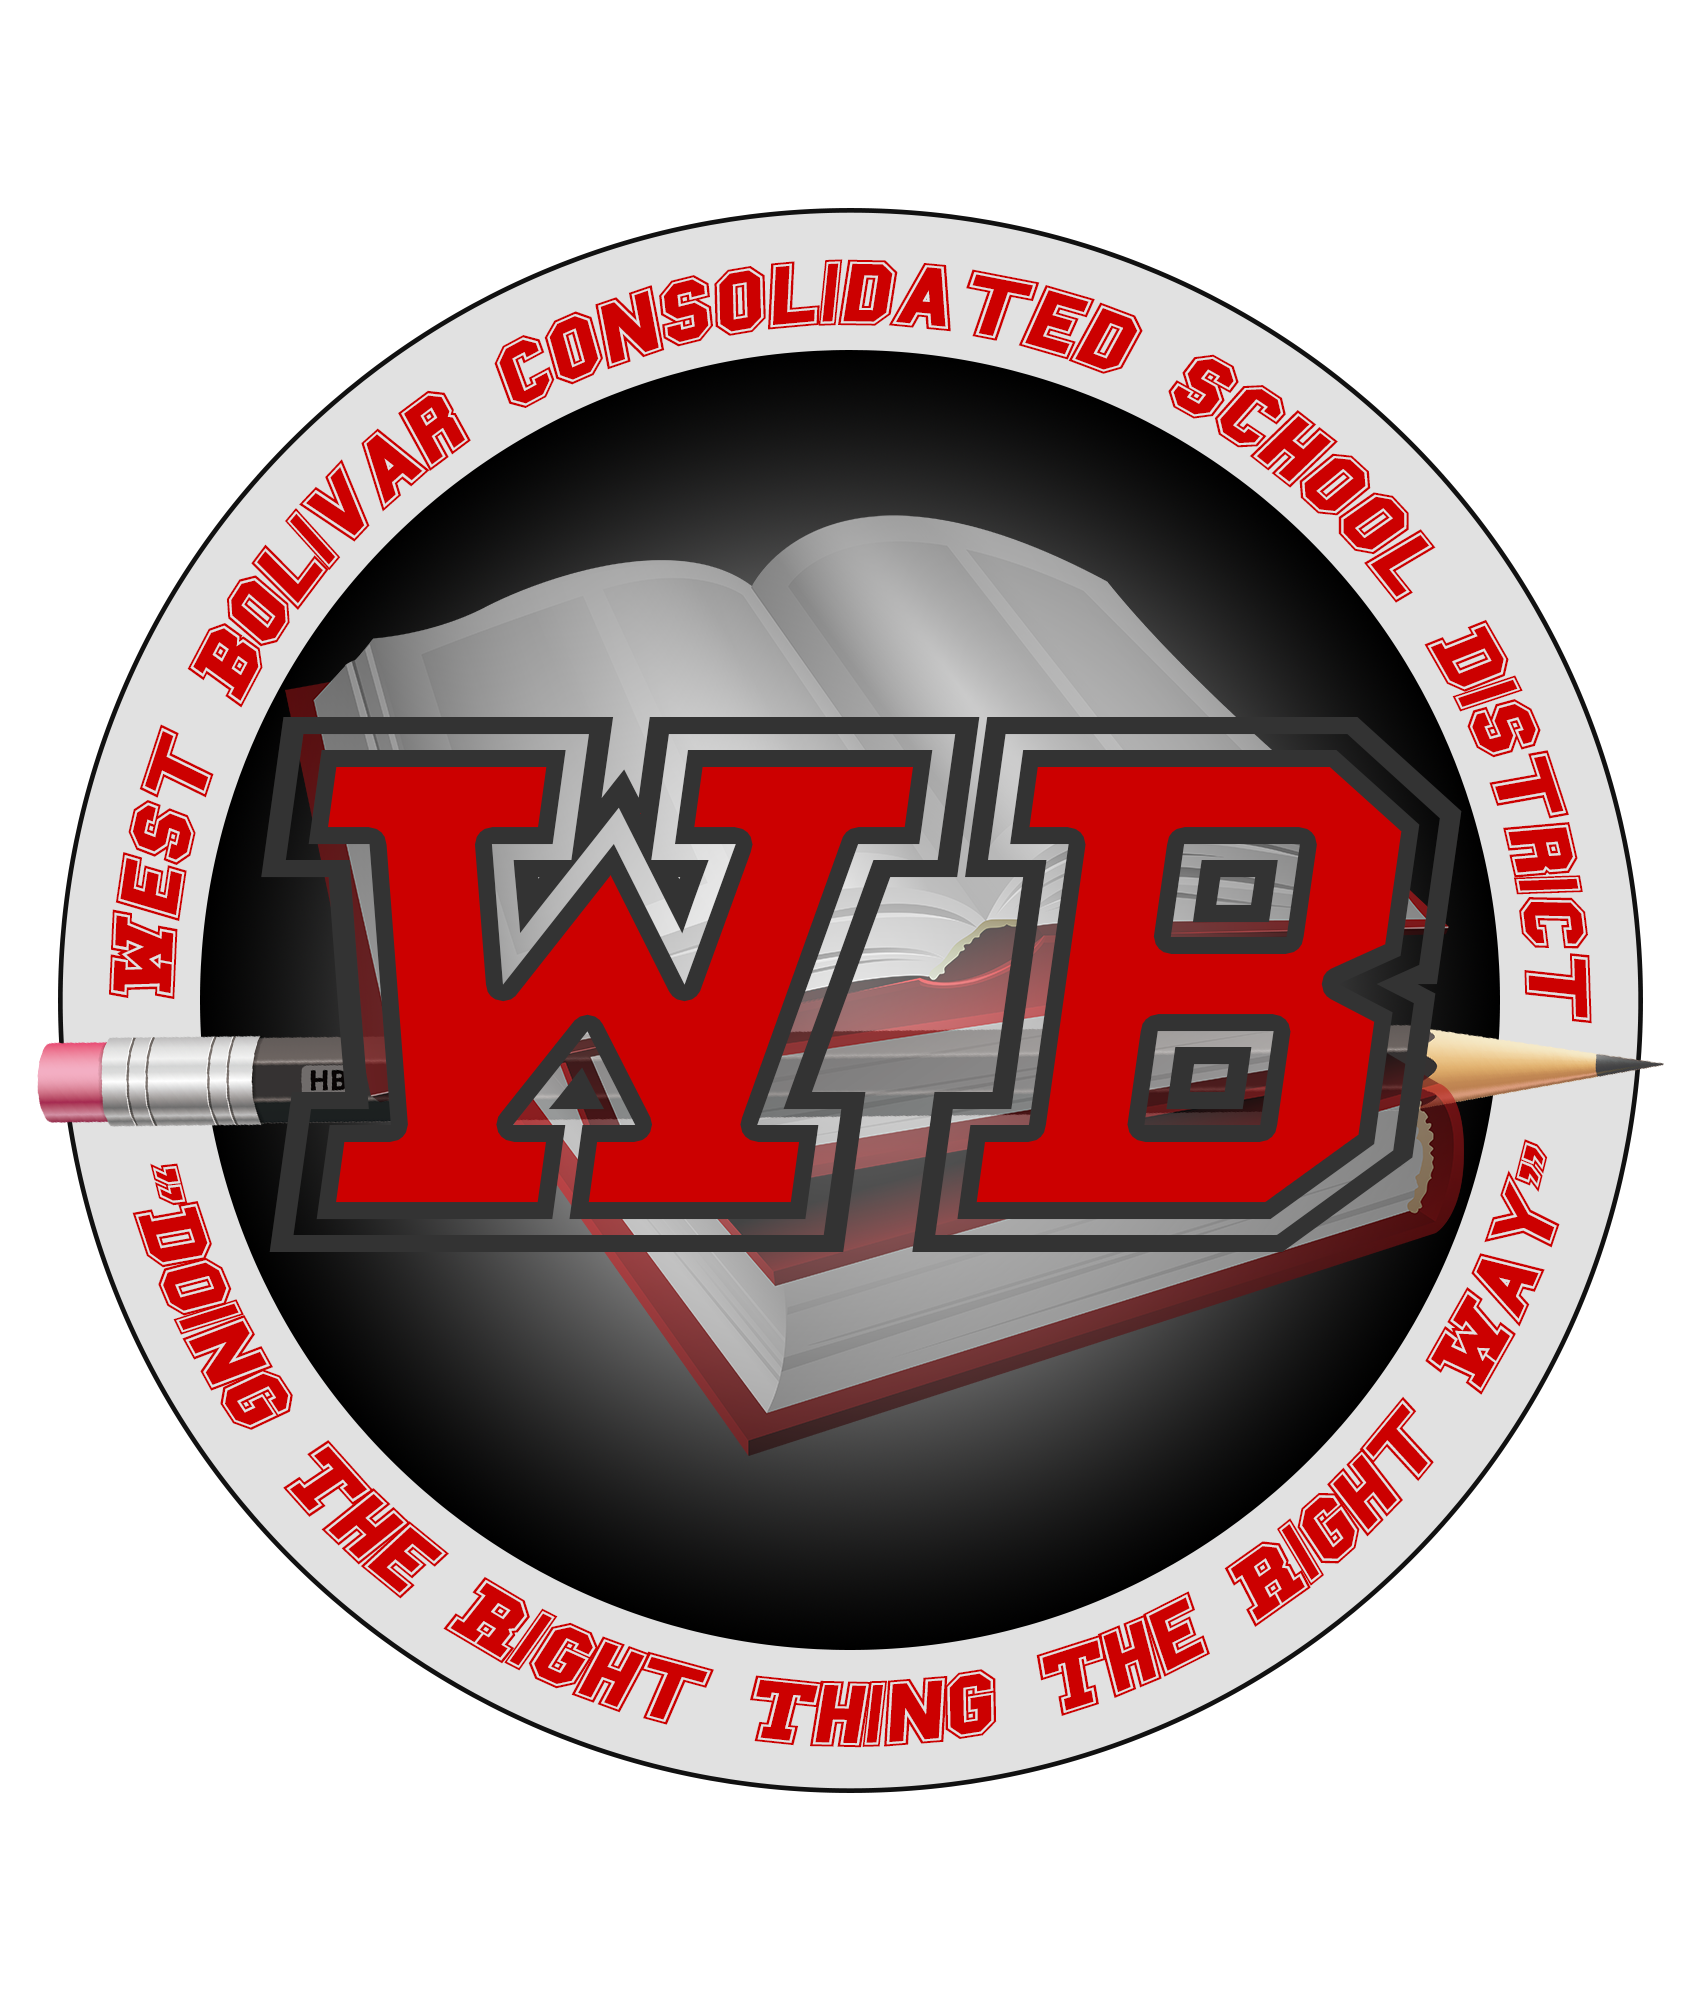 WEST BOLIVAR CONSOLIDATED SCHOOL DISTRICT
WB
HB
“DOING THE RIGHT THING THE RIGHT WAY”